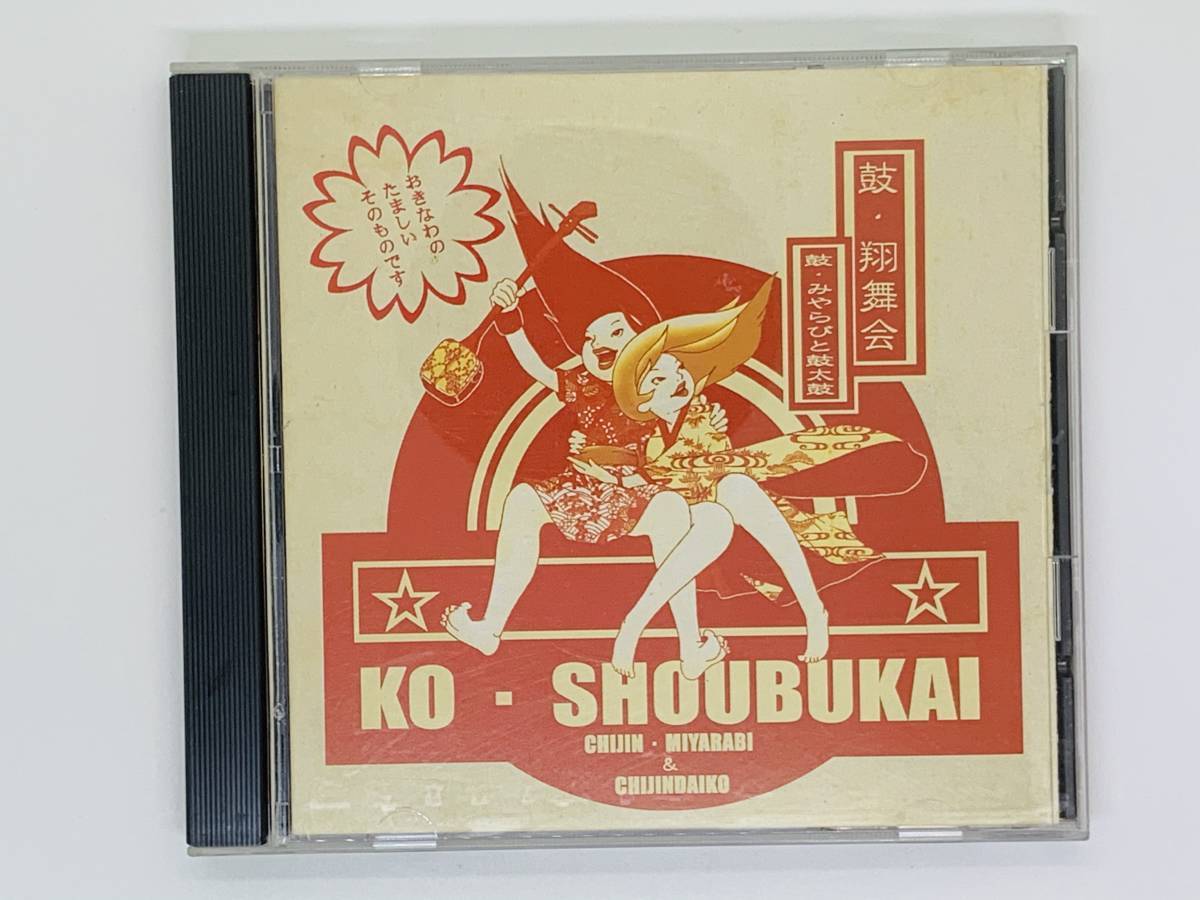 おきなわの
たましい
そのものです
鼓・翔舞会
鼓・みやらびと鼓太鼓
KO・SHOUBUKAI
CHIJIN・MIYARABI
&
CHIJINDAIKO